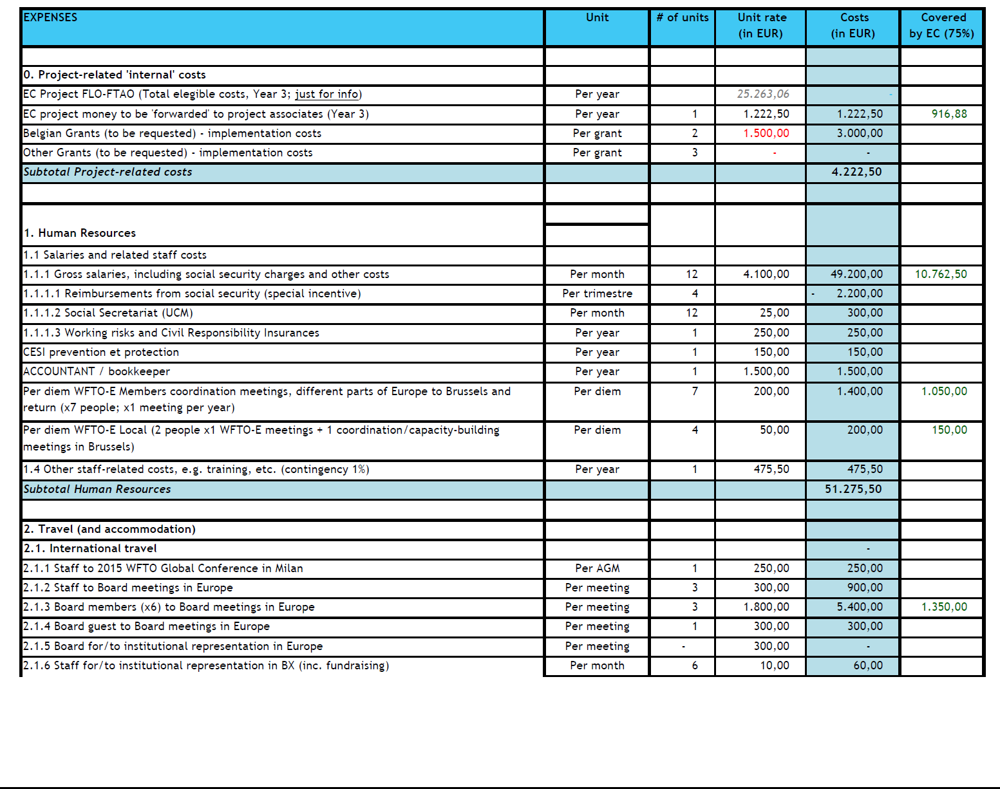 EXPENSES Unit # of units Unit rate Costs Covered
(in EUR) (in EUR) by EC (75%)
0. Project-related 'internal' costs
EC Project FLO-FTAO (Total elegible costs, Year 3; just for info) Per year 25.263,06 -
EC project money to be 'forwarded' to project associates (Year 3) Per year 1 1.222,50 1.222,50 916,88
Belgian Grants (to be requested) - implementation costs Per grant 2 1.500,00 3.000,00
Other Grants (to be requested) - implementation costs Per grant 3 - -
Subtotal Project-related costs 4.222,50
1. Human Resources
1.1 Salaries and related staff costs
1.1.1 Gross salaries, including social security charges and other costs Per month 12 4.100,00 49.200,00 10.762,50
1.1.1.1 Reimbursements from social security (special incentive) Per trimestre 4 - 2.200,00
1.1.1.2 Social Secretariat (UCM) Per month 12 25,00 300,00
1.1.1.3 Working risks and Civil Responsibility Insurances Per year 1 250,00 250,00
CESI prevention et protection Per year 1 150,00 150,00
ACCOUNTANT / bookkeeper Per year 1 1.500,00 1.500,00
Per diem WFTO-E Members coordination meetings, different parts of Europe to Brussels and Per diem 7 200,00 1.400,00 1.050,00
return (x7 people; x1 meeting per year)
Per diem WFTO-E Local (2 people x1 WFTO-E meetings + 1 coordination/capacity-building Per diem 4 50,00 200,00 150,00
meetings in Brussels)
1.4 Other staff-related costs, e.g. training, etc. (contingency 1%) Per year 1 475,50 475,50
Subtotal Human Resources 51.275,50
2. Travel (and accommodation)
2.1. International travel -
2.1.1 Staff to 2015 WFTO Global Conference in Milan Per AGM 1 250,00 250,00
2.1.2 Staff to Board meetings in Europe Per meeting 3 300,00 900,00
2.1.3 Board members (x6) to Board meetings in Europe Per meeting 3 1.800,00 5.400,00 1.350,00
2.1.4 Board guest to Board meetings in Europe Per meeting 1 300,00 300,00
2.1.5 Board for/to institutional representation in Europe Per meeting - 300,00 -
2.1.6 Staff for/to institutional representation in BX (inc. fundraising) Per month 6 10,00 60,00